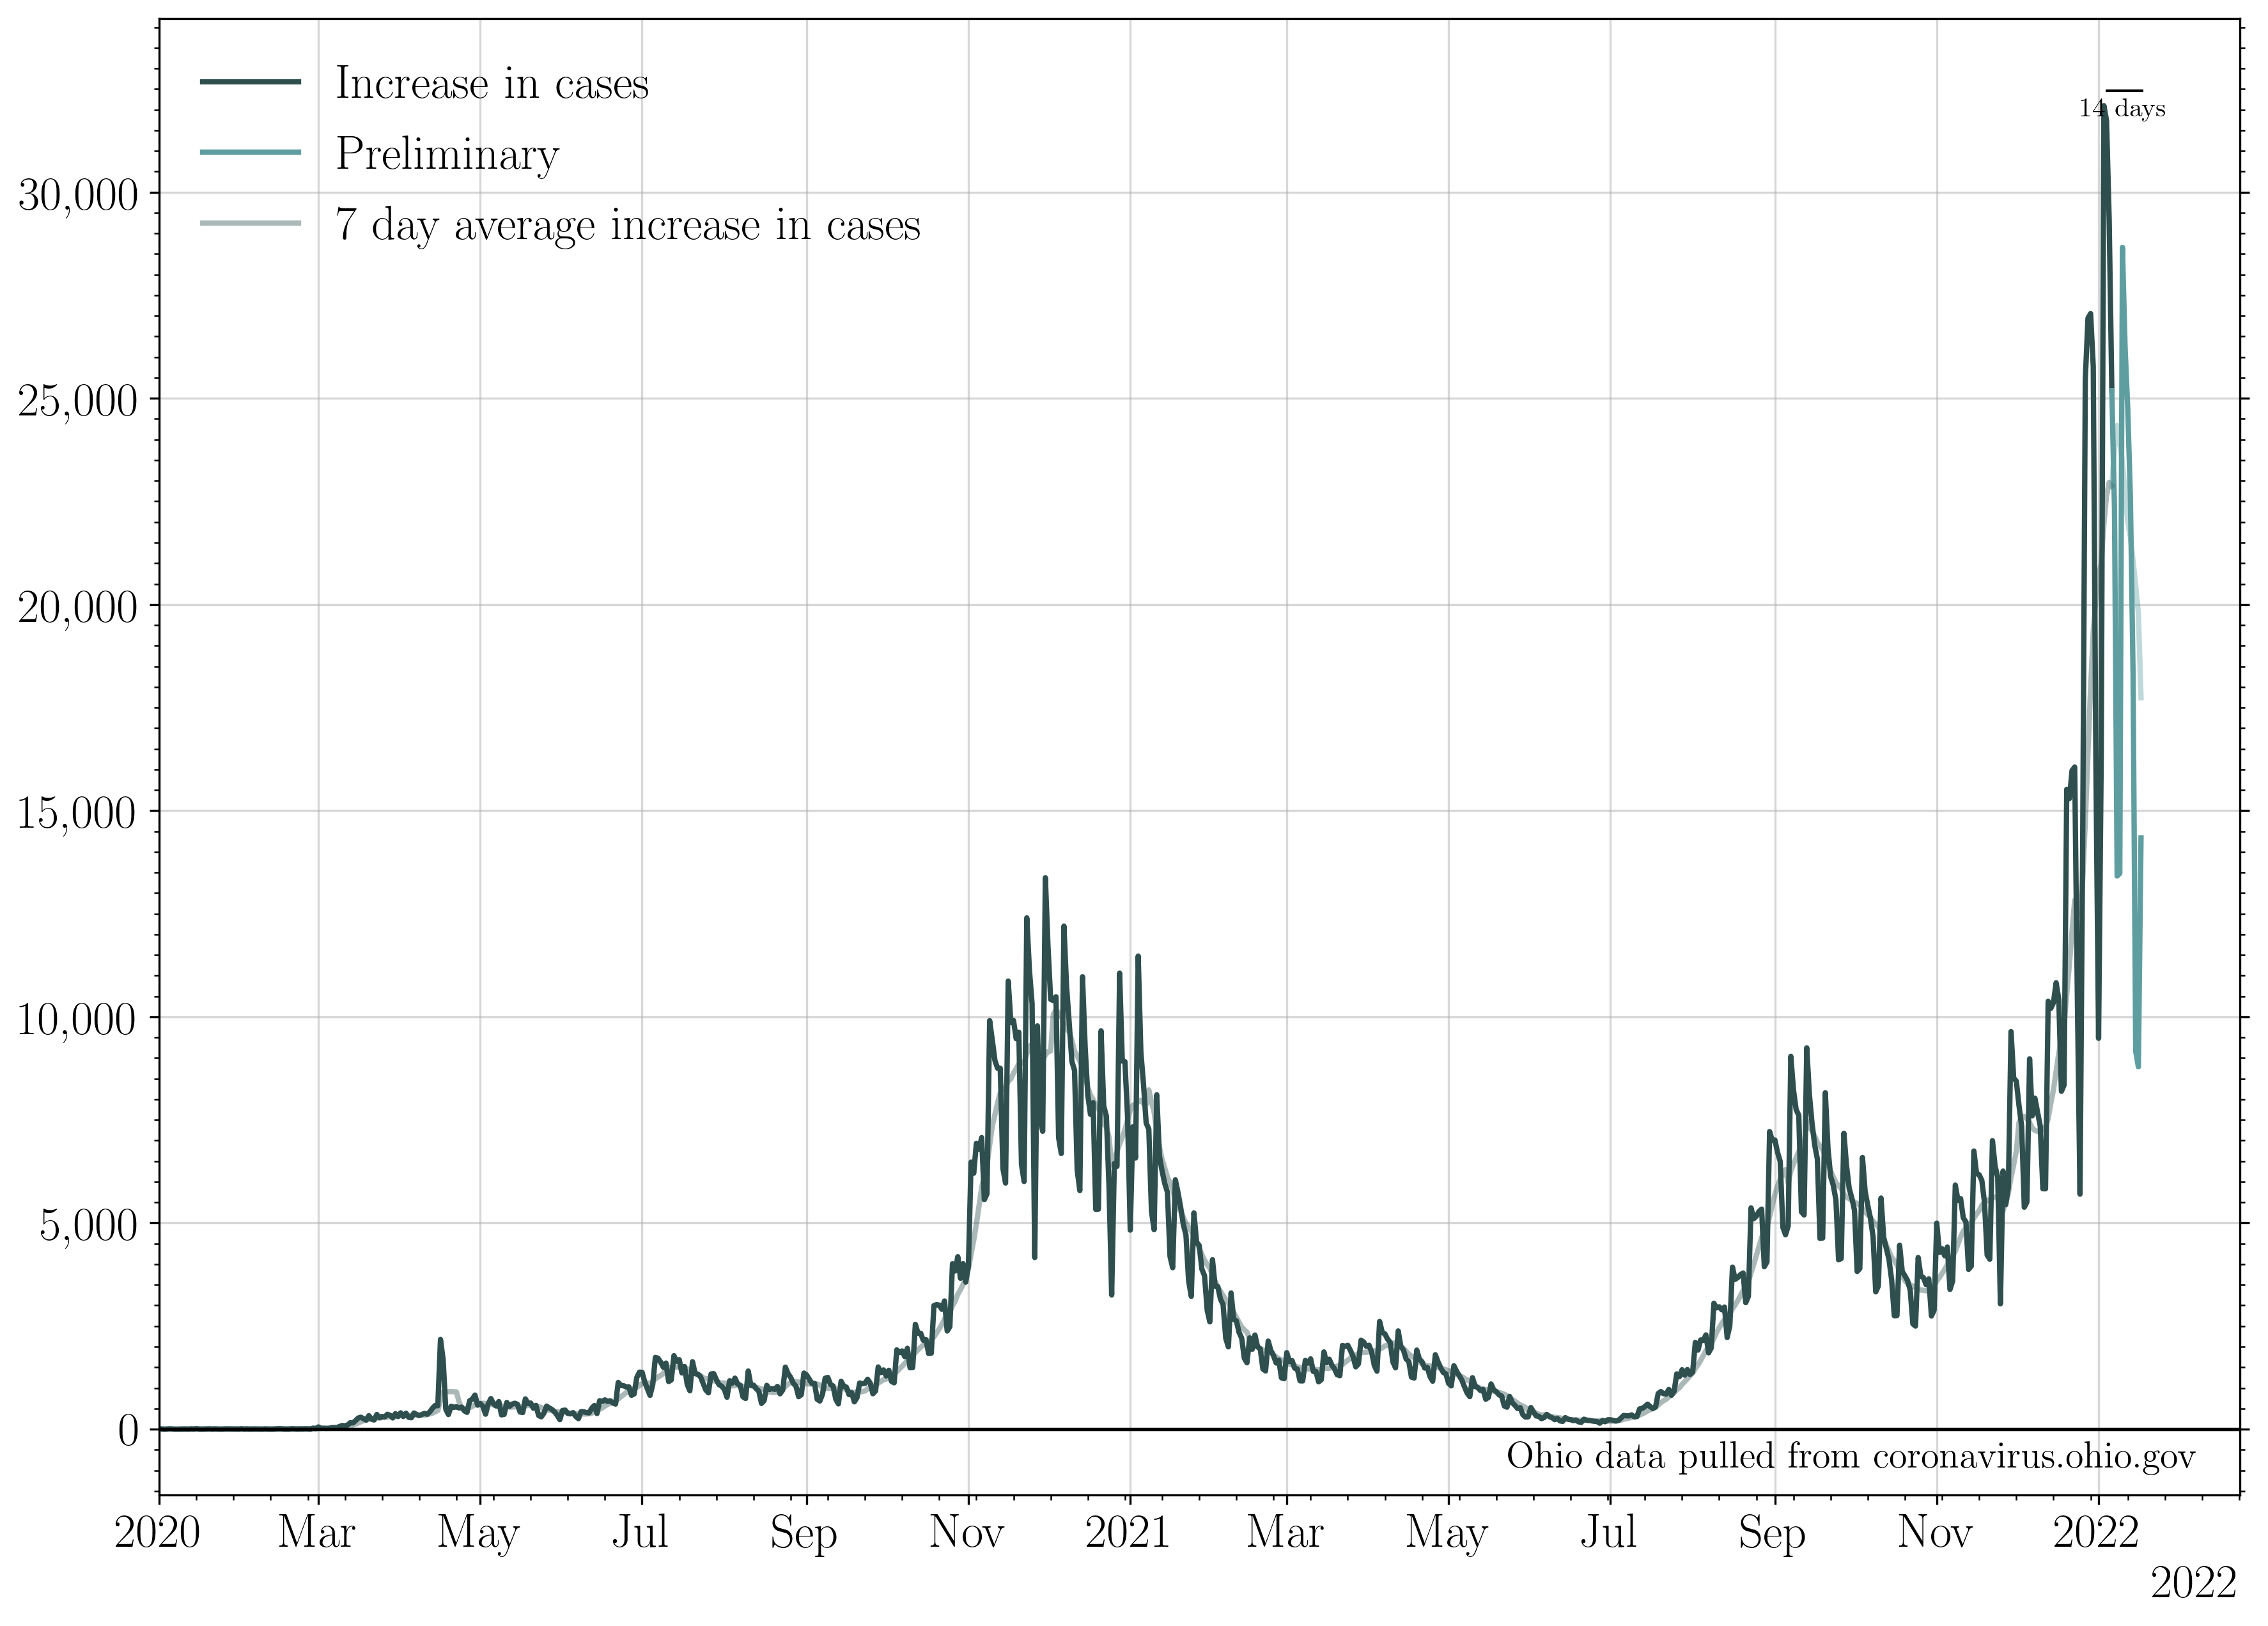 Increase in cases
Preliminary
7 day average increase in cases
14 days
30,000
25,000
20,000
15,000
10,000
5,000
0
Ohio data pulled from coronavirus.ohio.gov
2020 Mar May Jul Sep Nov 2021 Mar May Jul Sep Nov 2022
2022